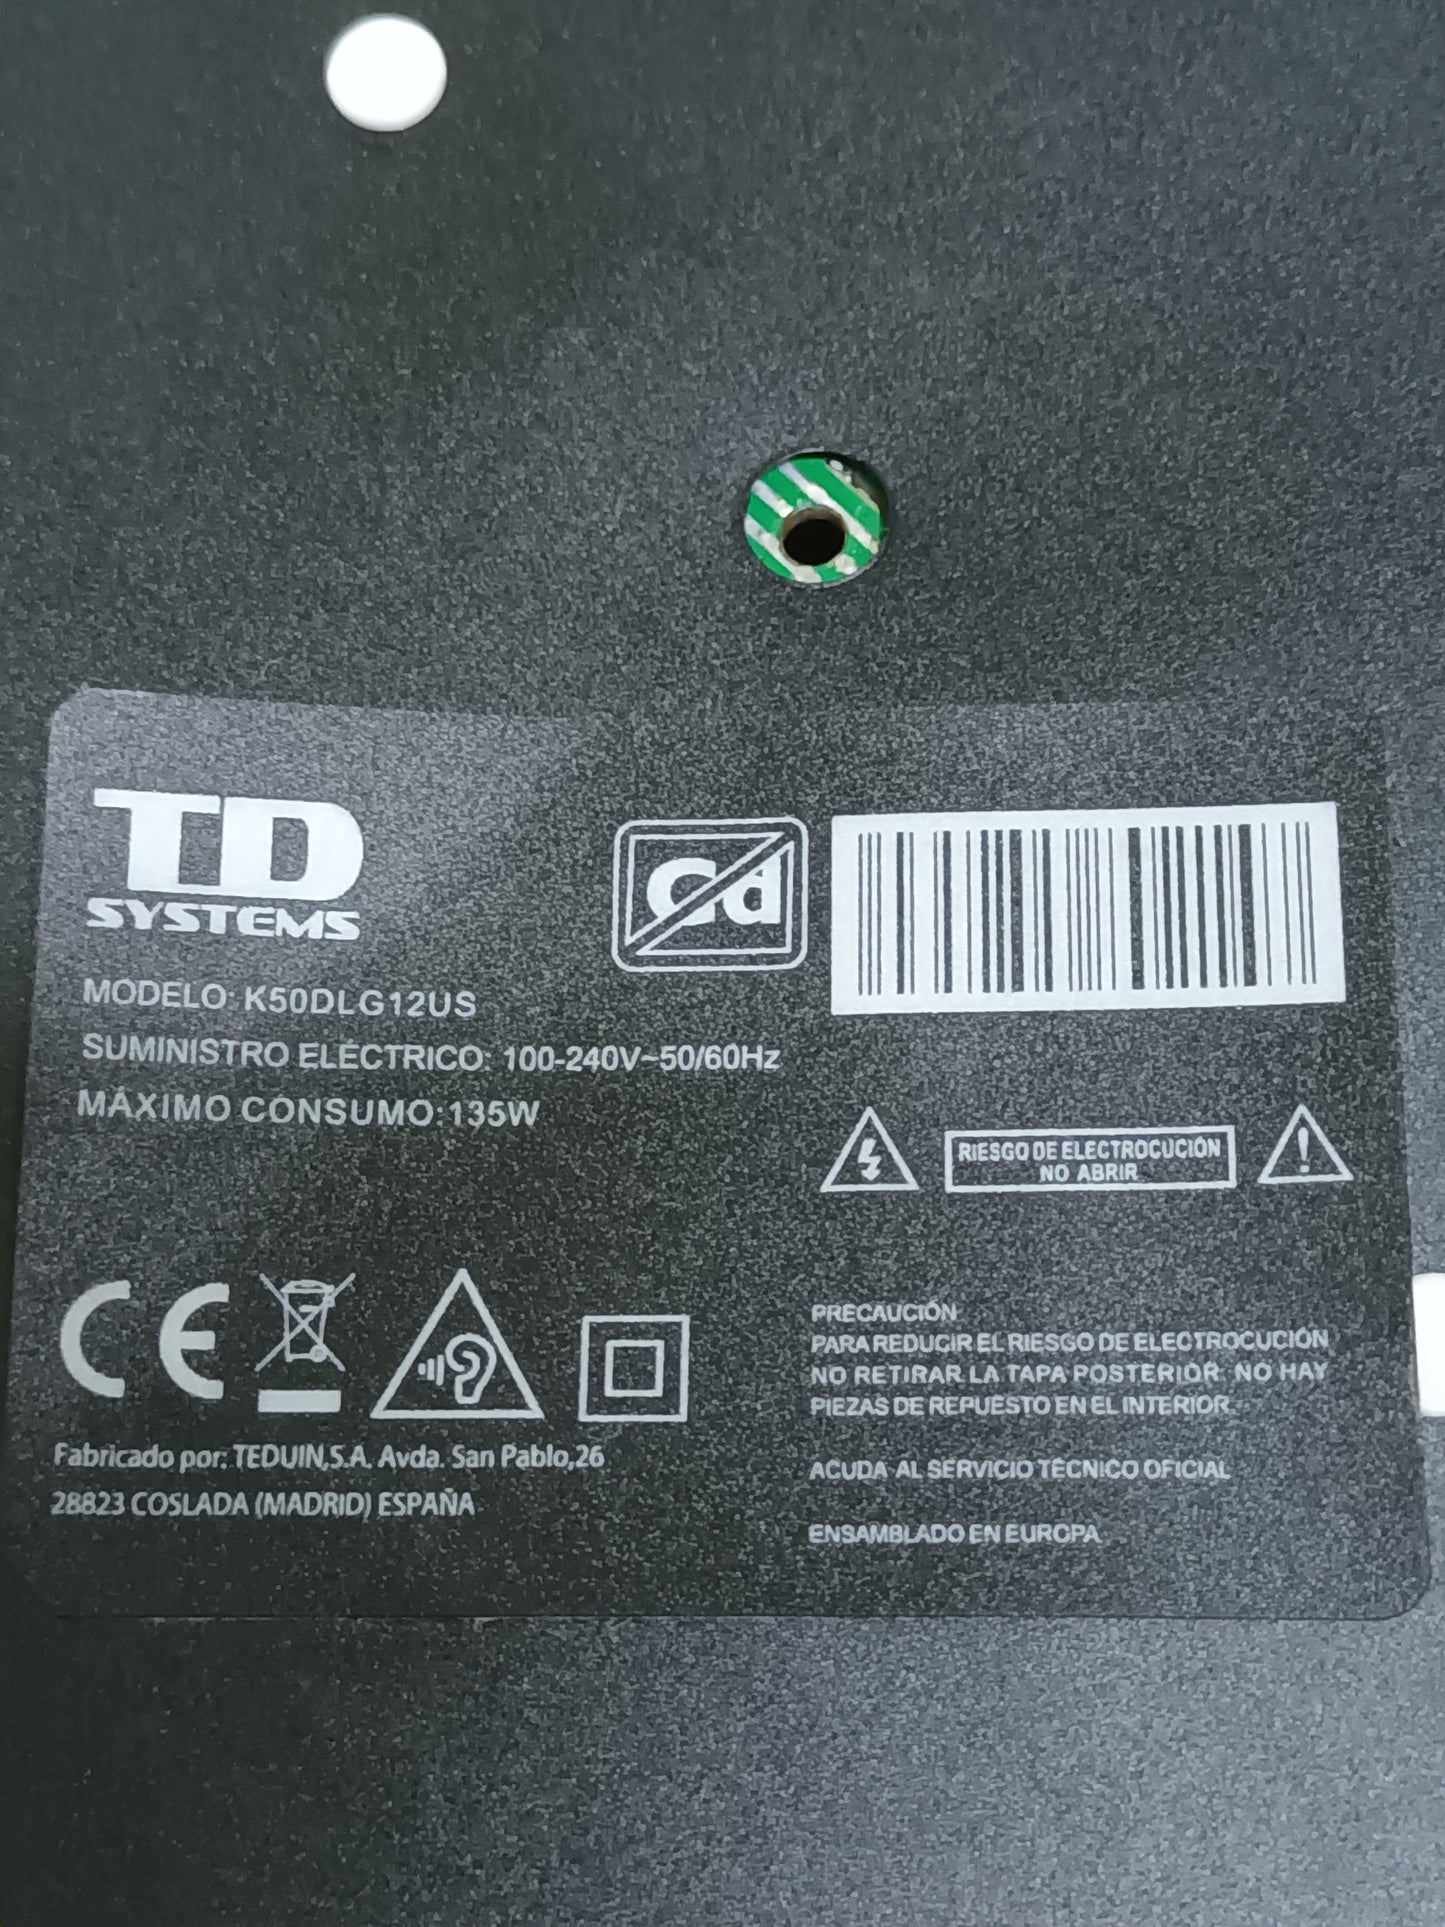 TD
SYSTEMS
Cd
MODELO: K50DLG12US
SUMINISTRO ELÉCTRICO: 100-240V~50/60Hz
MÁXIMO CONSUMO:135W
RIESGO DE ELECTROCUCIÓN
NO ABRIR
CE
Fabricado por: TEDUIN,S.A. Avda. San Pablo,26
28823 COSLADA (MADRID) ESPAÑA
PRECAUCIÓN
PARA REDUCIR EL RIESGO DE ELECTROCUCIÓN
NO RETIRAR LA TAPA POSTERIOR. NO HAY
PIEZAS DE REPUESTO EN EL INTERIOR.
ACUDA AL SERVICIO TÉCNICO OFICIAL
ENSAMBLADO EN EUROPA